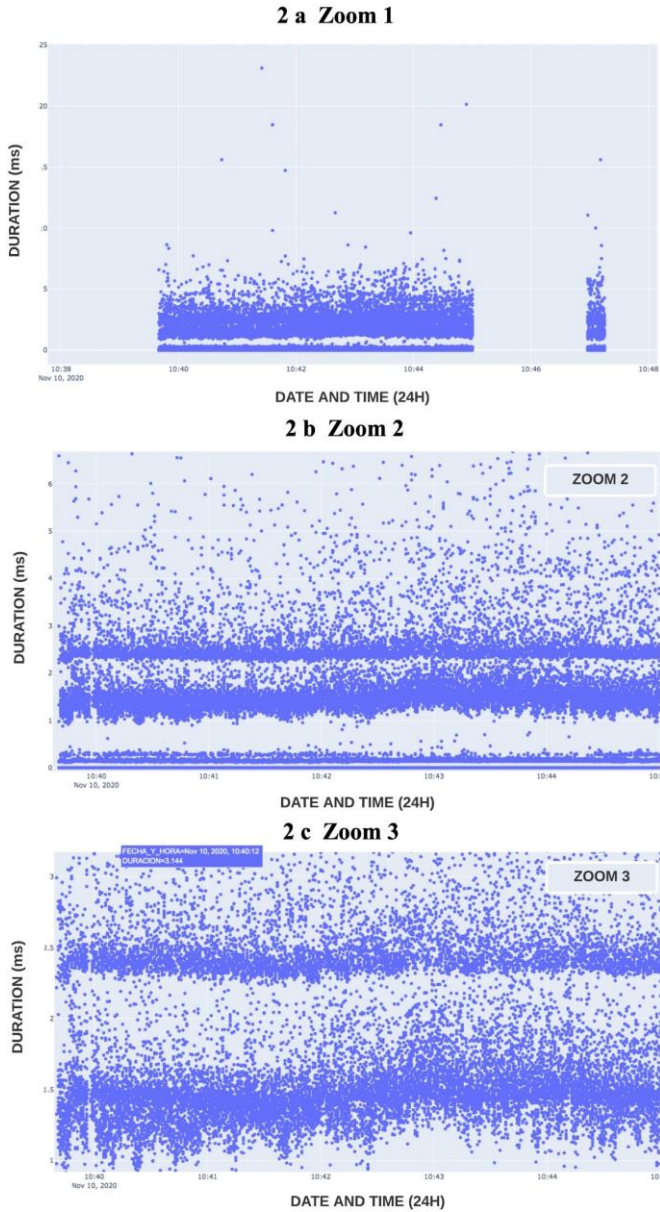 2 a Zoom 1
25
20
.5
10
5
0
DURATION (ms)
10:38
Nov 10, 2020
10:40
10:42
10:44
10:46
10:48
DATE AND TIME (24H)
2 b Zoom 2
ZOOM 2
6
5
4
3
2
1
0
DURATION (ms)
10:40
Nov 10, 2020
10:41
10:42
10:43
10:44
DATE AND TIME (24H)
2 c Zoom 3
FECHA_Y_HORA=Nov 10, 2020, 10:40:12
DURACION=3.144
ZOOM 3
3
!.5
2
1.5
1
DURATION (ms)
10:40
Nov 10, 2020
10:41
10:42
10:43
10:44
DATE AND TIME (24H)